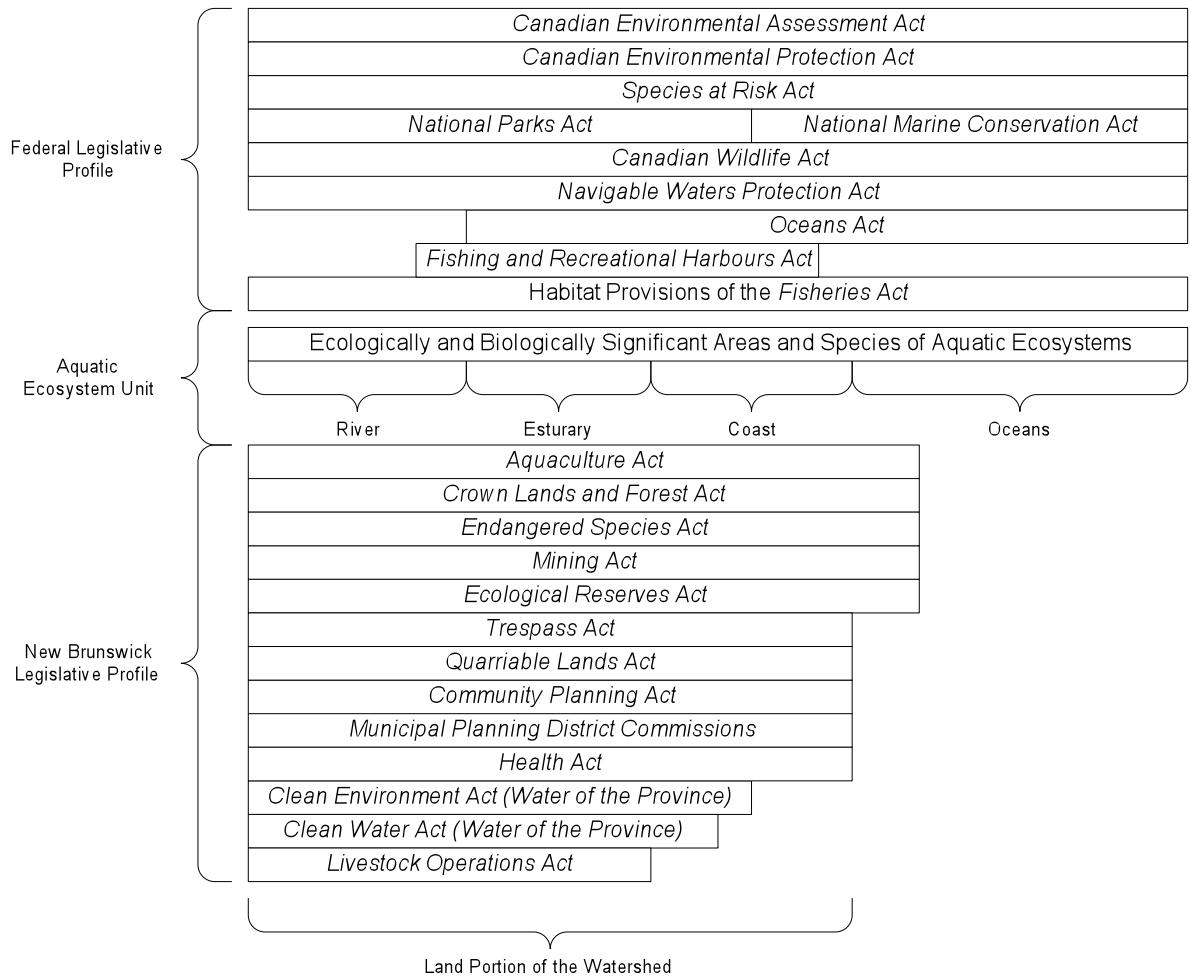 Canadian Environmental Assessment Act
Canadian Environmental Protection Act
Species at Risk Act
National Parks Act
National Marine Conservation Act
Federal Legislative
Profile
Canadian Wildlife Act
Navigable Waters Protection Act
Oceans Act
Fishing and Recreational Harbours Act
Habitat Provisions of the Fisheries Act
Aquatic
Ecosystem Unit
Ecologically and Biologically Significant Areas and Species of Aquatic Ecosystems
River
Esturary
Coast
Oceans
Aquaculture Act
Crown Lands and Forest Act
Endangered Species Act
Mining Act
Ecological Reserves Act
Trespass Act
New Brunswick
Legislative Profile
Quarriable Lands Act
Community Planning Act
Municipal Planning District Commissions
Health Act
Clean Environment Act (Water of the Province)
Clean Water Act (Water of the Province)
Livestock Operations Act
Land Portion of the Watershed